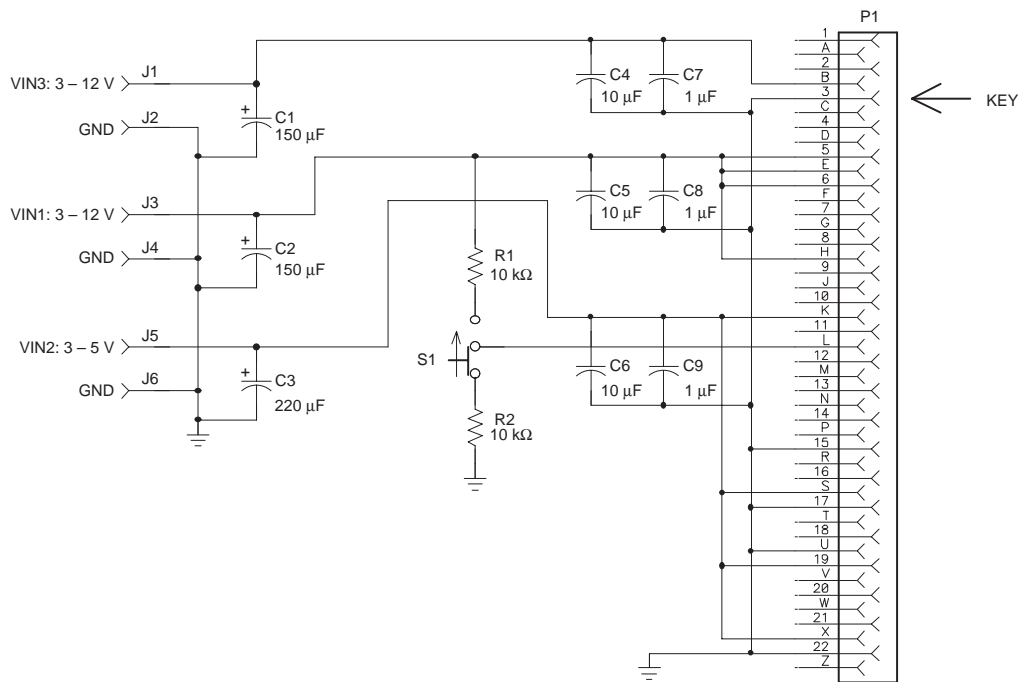 P1
KEY
VIN3: 3 – 12 V
J1
GND
J2
+
C1
150 µF
VIN1: 3 – 12 V
J3
GND
J4
+
C2
150 µF
VIN2: 3 – 5 V
J5
GND
J6
+
C3
220 µF
R1
10 kΩ
S1
R2
10 kΩ
C4
10 µF
C7
1 µF
C5
10 µF
C8
1 µF
C6
10 µF
C9
1 µF
1
A
2
B
3
C
4
D
5
E
6
F
7
G
8
H
9
J
10
K
11
L
12
M
13
N
14
P
15
R
16
S
17
T
18
U
19
V
20
W
21
X
22
Z